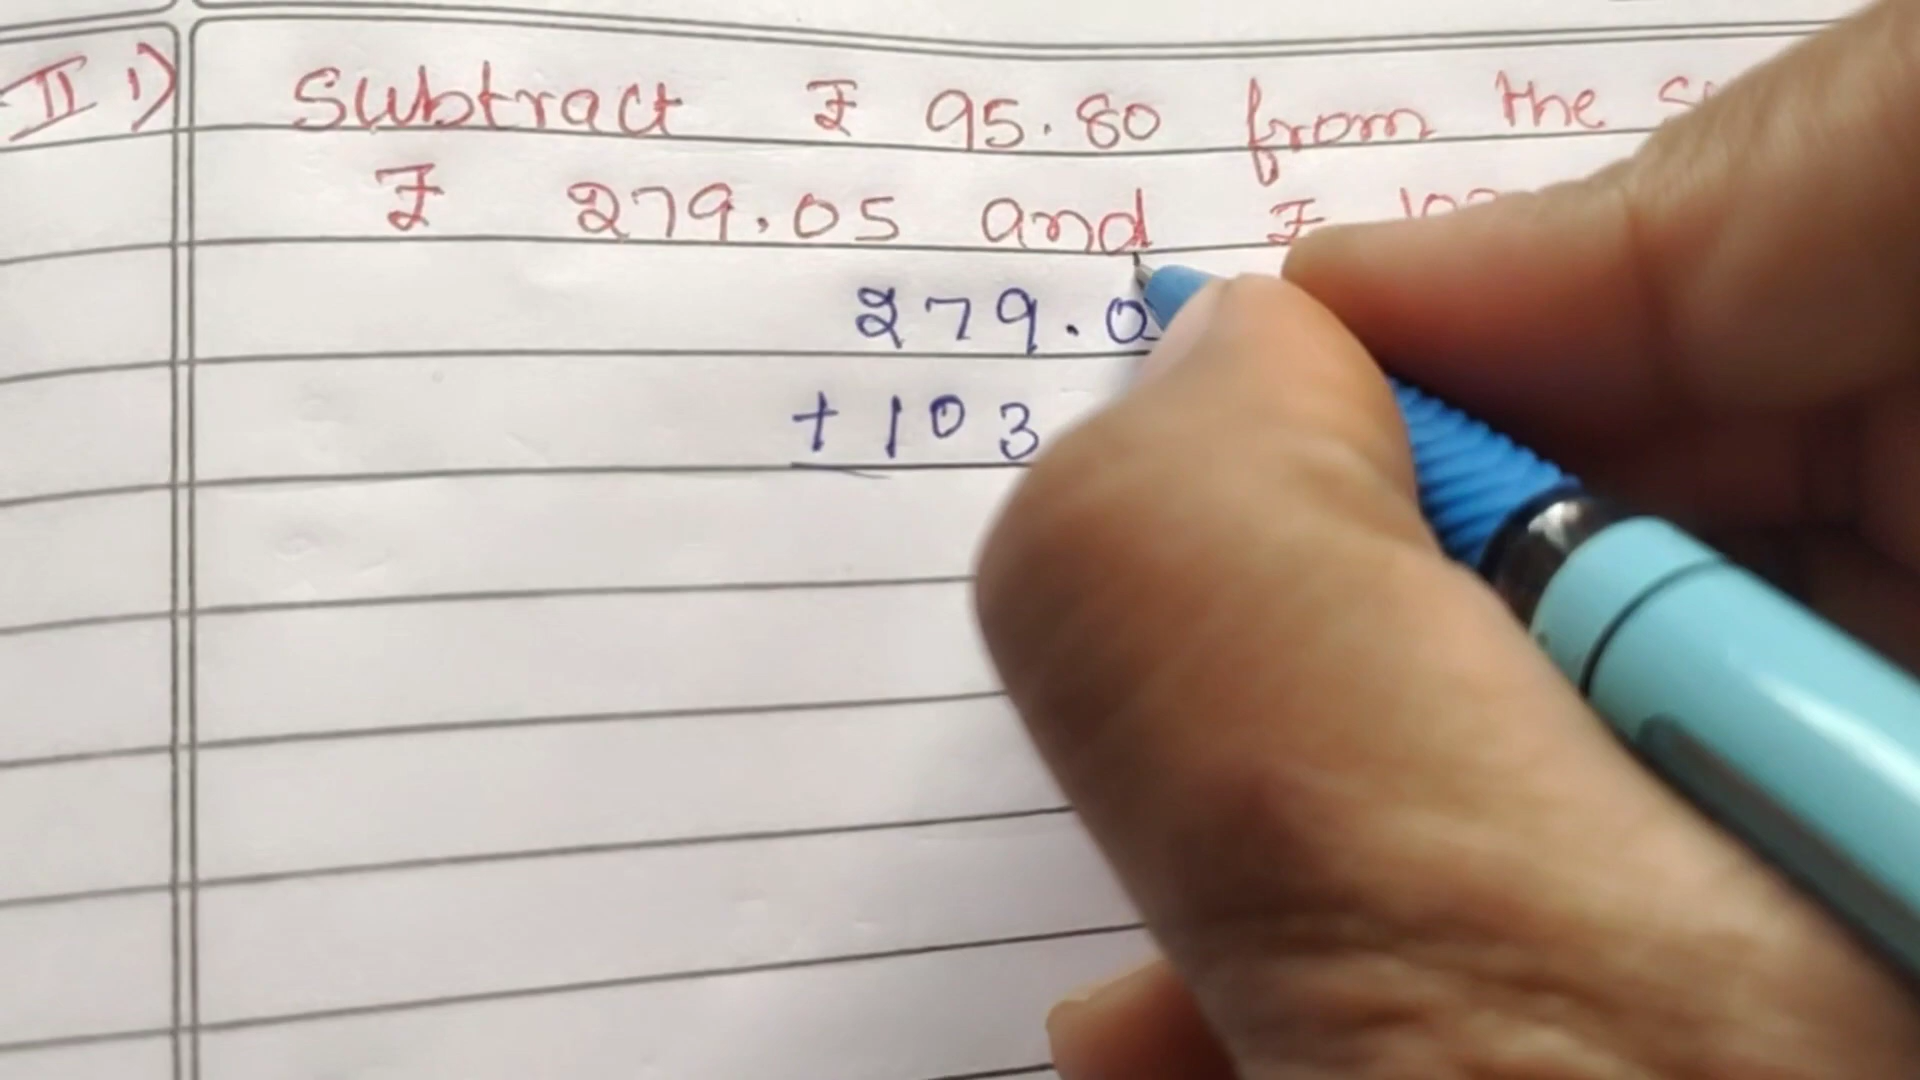 II 1) Subtract ₹ 95.80 from the
₹ 279.05 and ₹
279.0
+ 103